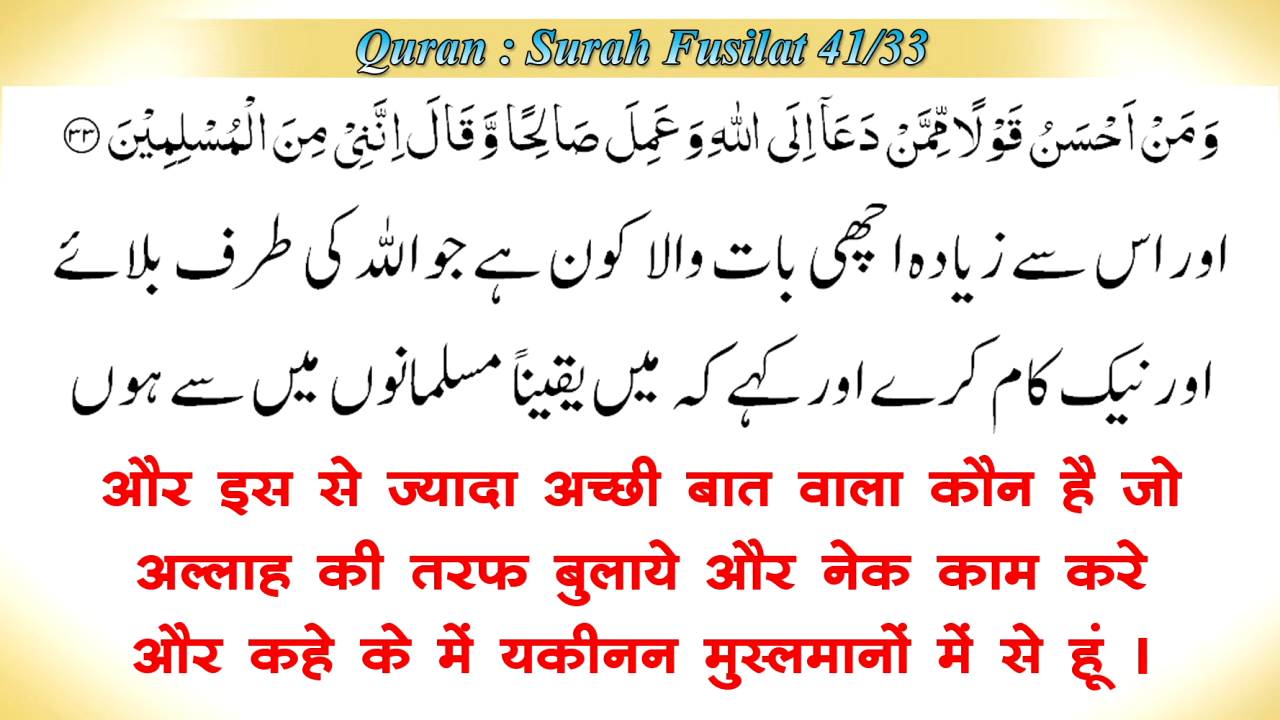 Quran : Surah Fusilat 41/33
وَمَنْ اَحْسَنُ قَوْلًا مِّمَّنْ دَعَآ اِلَى اللّٰهِ وَ عَمِلَ صَالِحًا وَّ قَالَ اِنَّنِیْ مِنَ الْمُسْلِمِیْنَ ﴿۳۳﴾
اور اس سے زیادہ اچھی بات والا کون ہے جو اللہ کی طرف بلائے
اور نیک کام کرے اور کہے کہ میں یقیناً مسلمانوں میں سے ہوں
और इस से ज्यादा अच्छी बात वाला कौन है जो
अल्लाह की तरफ बुलाये और नेक काम करे
और कहे के में यकीनन मुस्लमानों में से हूं ।